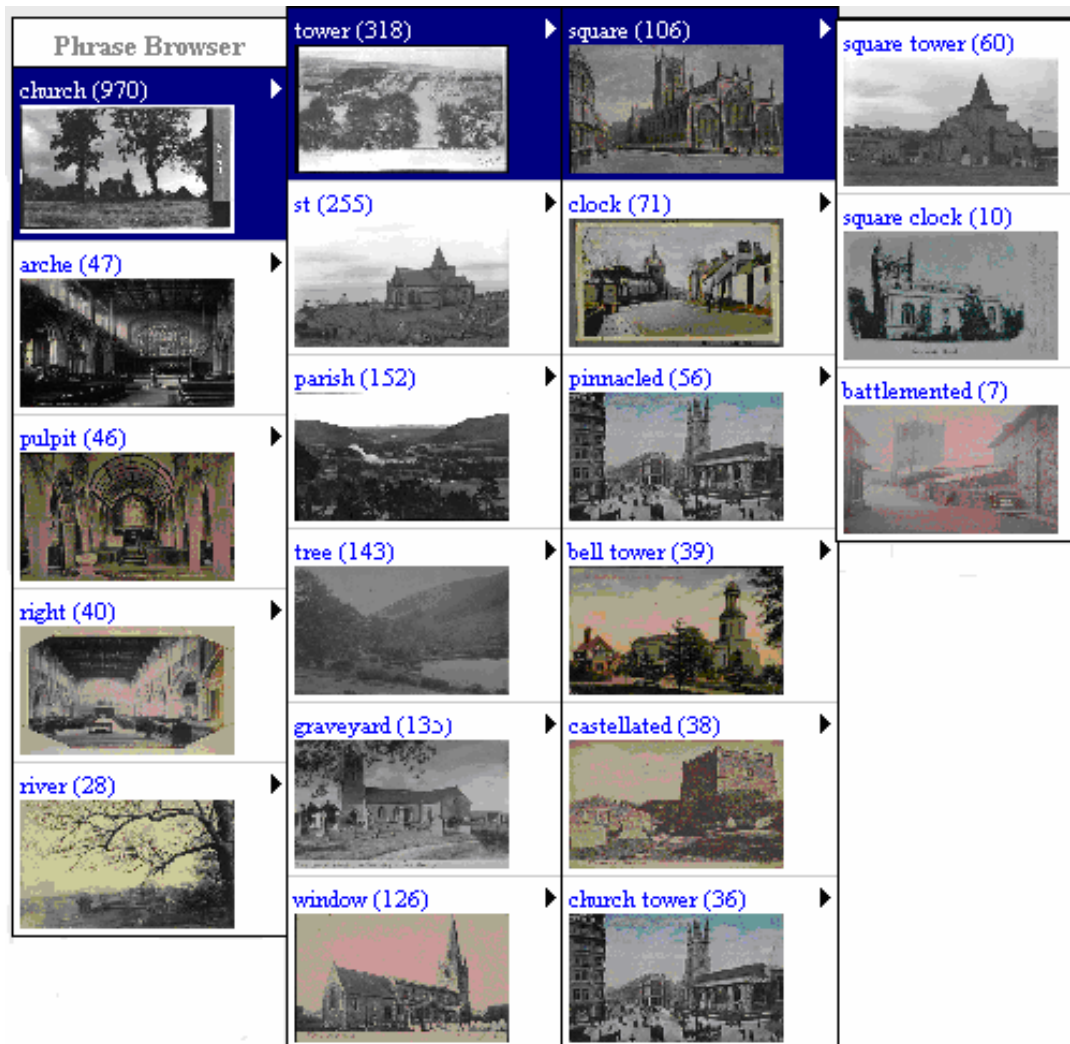 Phrase Browser
church (970)
arche (47)
pulpit (46)
right (40)
river (28)
tower (318)
st (255)
parish (152)
tree (143)
graveyard (135)
window (126)
square (106)
clock (71)
pinnacled (56)
bell tower (39)
castellated (38)
church tower (36)
square tower (60)
square clock (10)
battlemented (7)